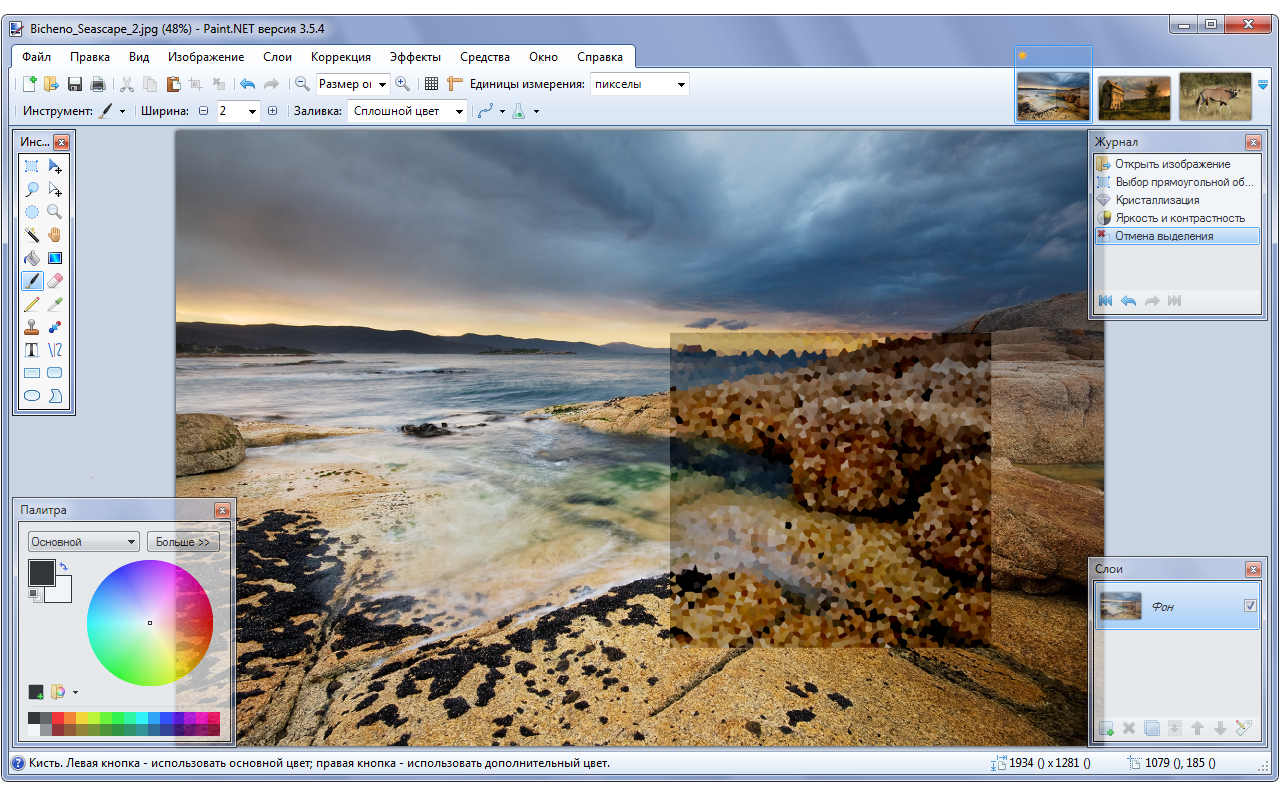 Bicheno_Seascape_2.jpg (48%) - Paint.NET версия 3.5.4
Файл Правка Вид Изображение Слои Коррекция Эффекты Средства Окно Справка
Размер ок Единицы измерения: пикселы
Инструмент: Ширина: 2 Заливка: Сплошной цвет
Инс...
Журнал
Открыть изображение
Выбор прямоугольной об...
Кристаллизация
Яркость и контрастность
Отмена выделения
Палитра
Основной Больше >>
Слои
Фон
Кисть. Левая кнопка - использовать основной цвет; правая кнопка - использовать дополнительный цвет.
1934 () x 1281 () 1079 (), 185 ()